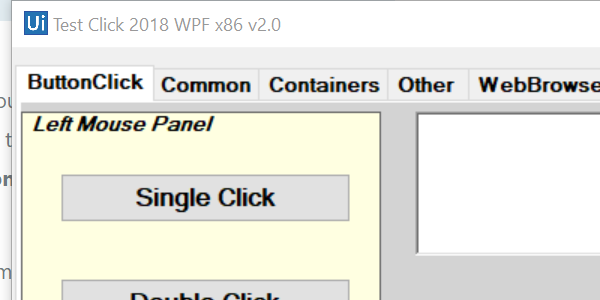 Ui Test Click 2018 WPF x86 v2.0
ButtonClick Common Containers Other
Left Mouse Panel
Single Click
Double Click